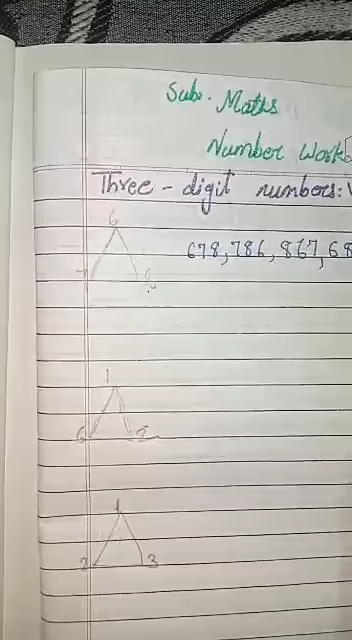 Sub. Maths
Number Work
Three - digit numbers:
6
678, 786, 867, 68
7 8
1
6
1
2 3